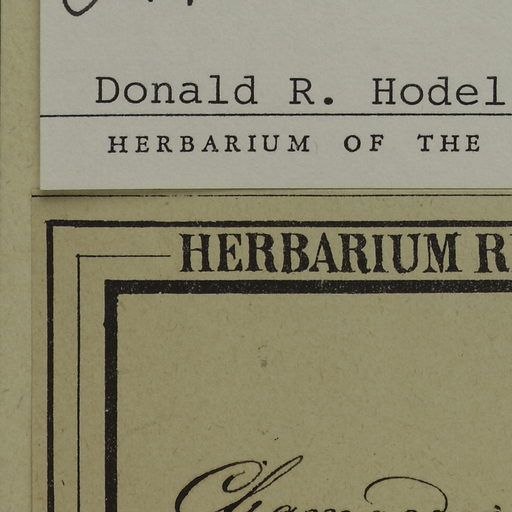 Donald R. Hodel
HERBARIUM OF THE
HERBARIUM R